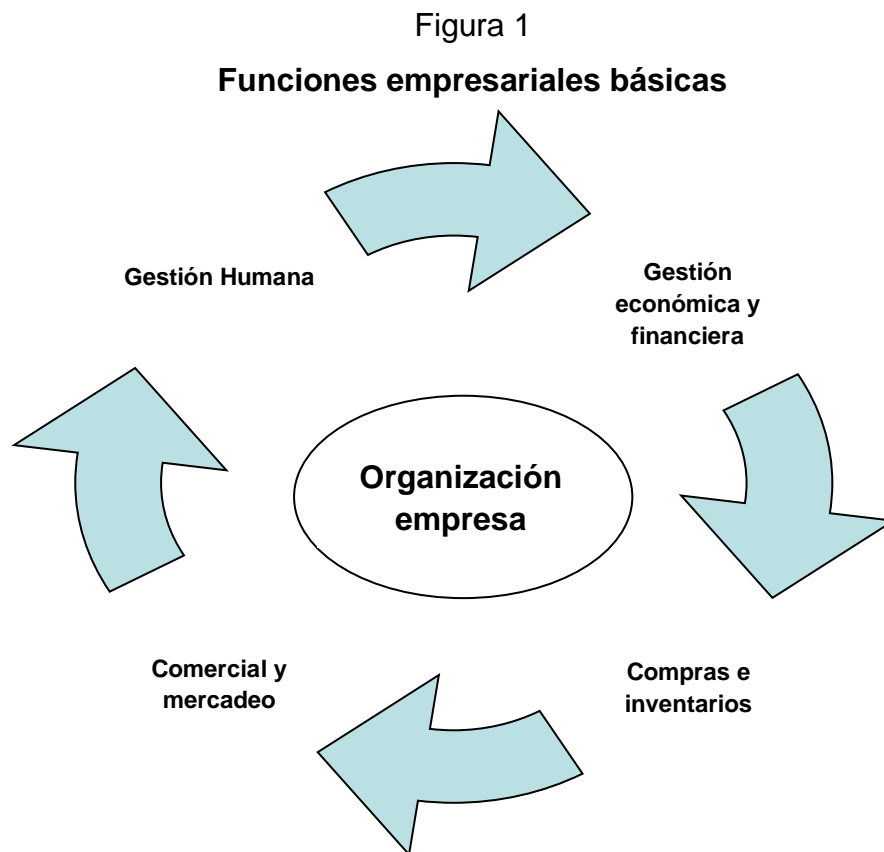 Figura 1
Funciones empresariales básicas
Gestión Humana
Gestión
económica y
financiera
Organización
empresa
Comercial y
mercadeo
Compras e
inventarios